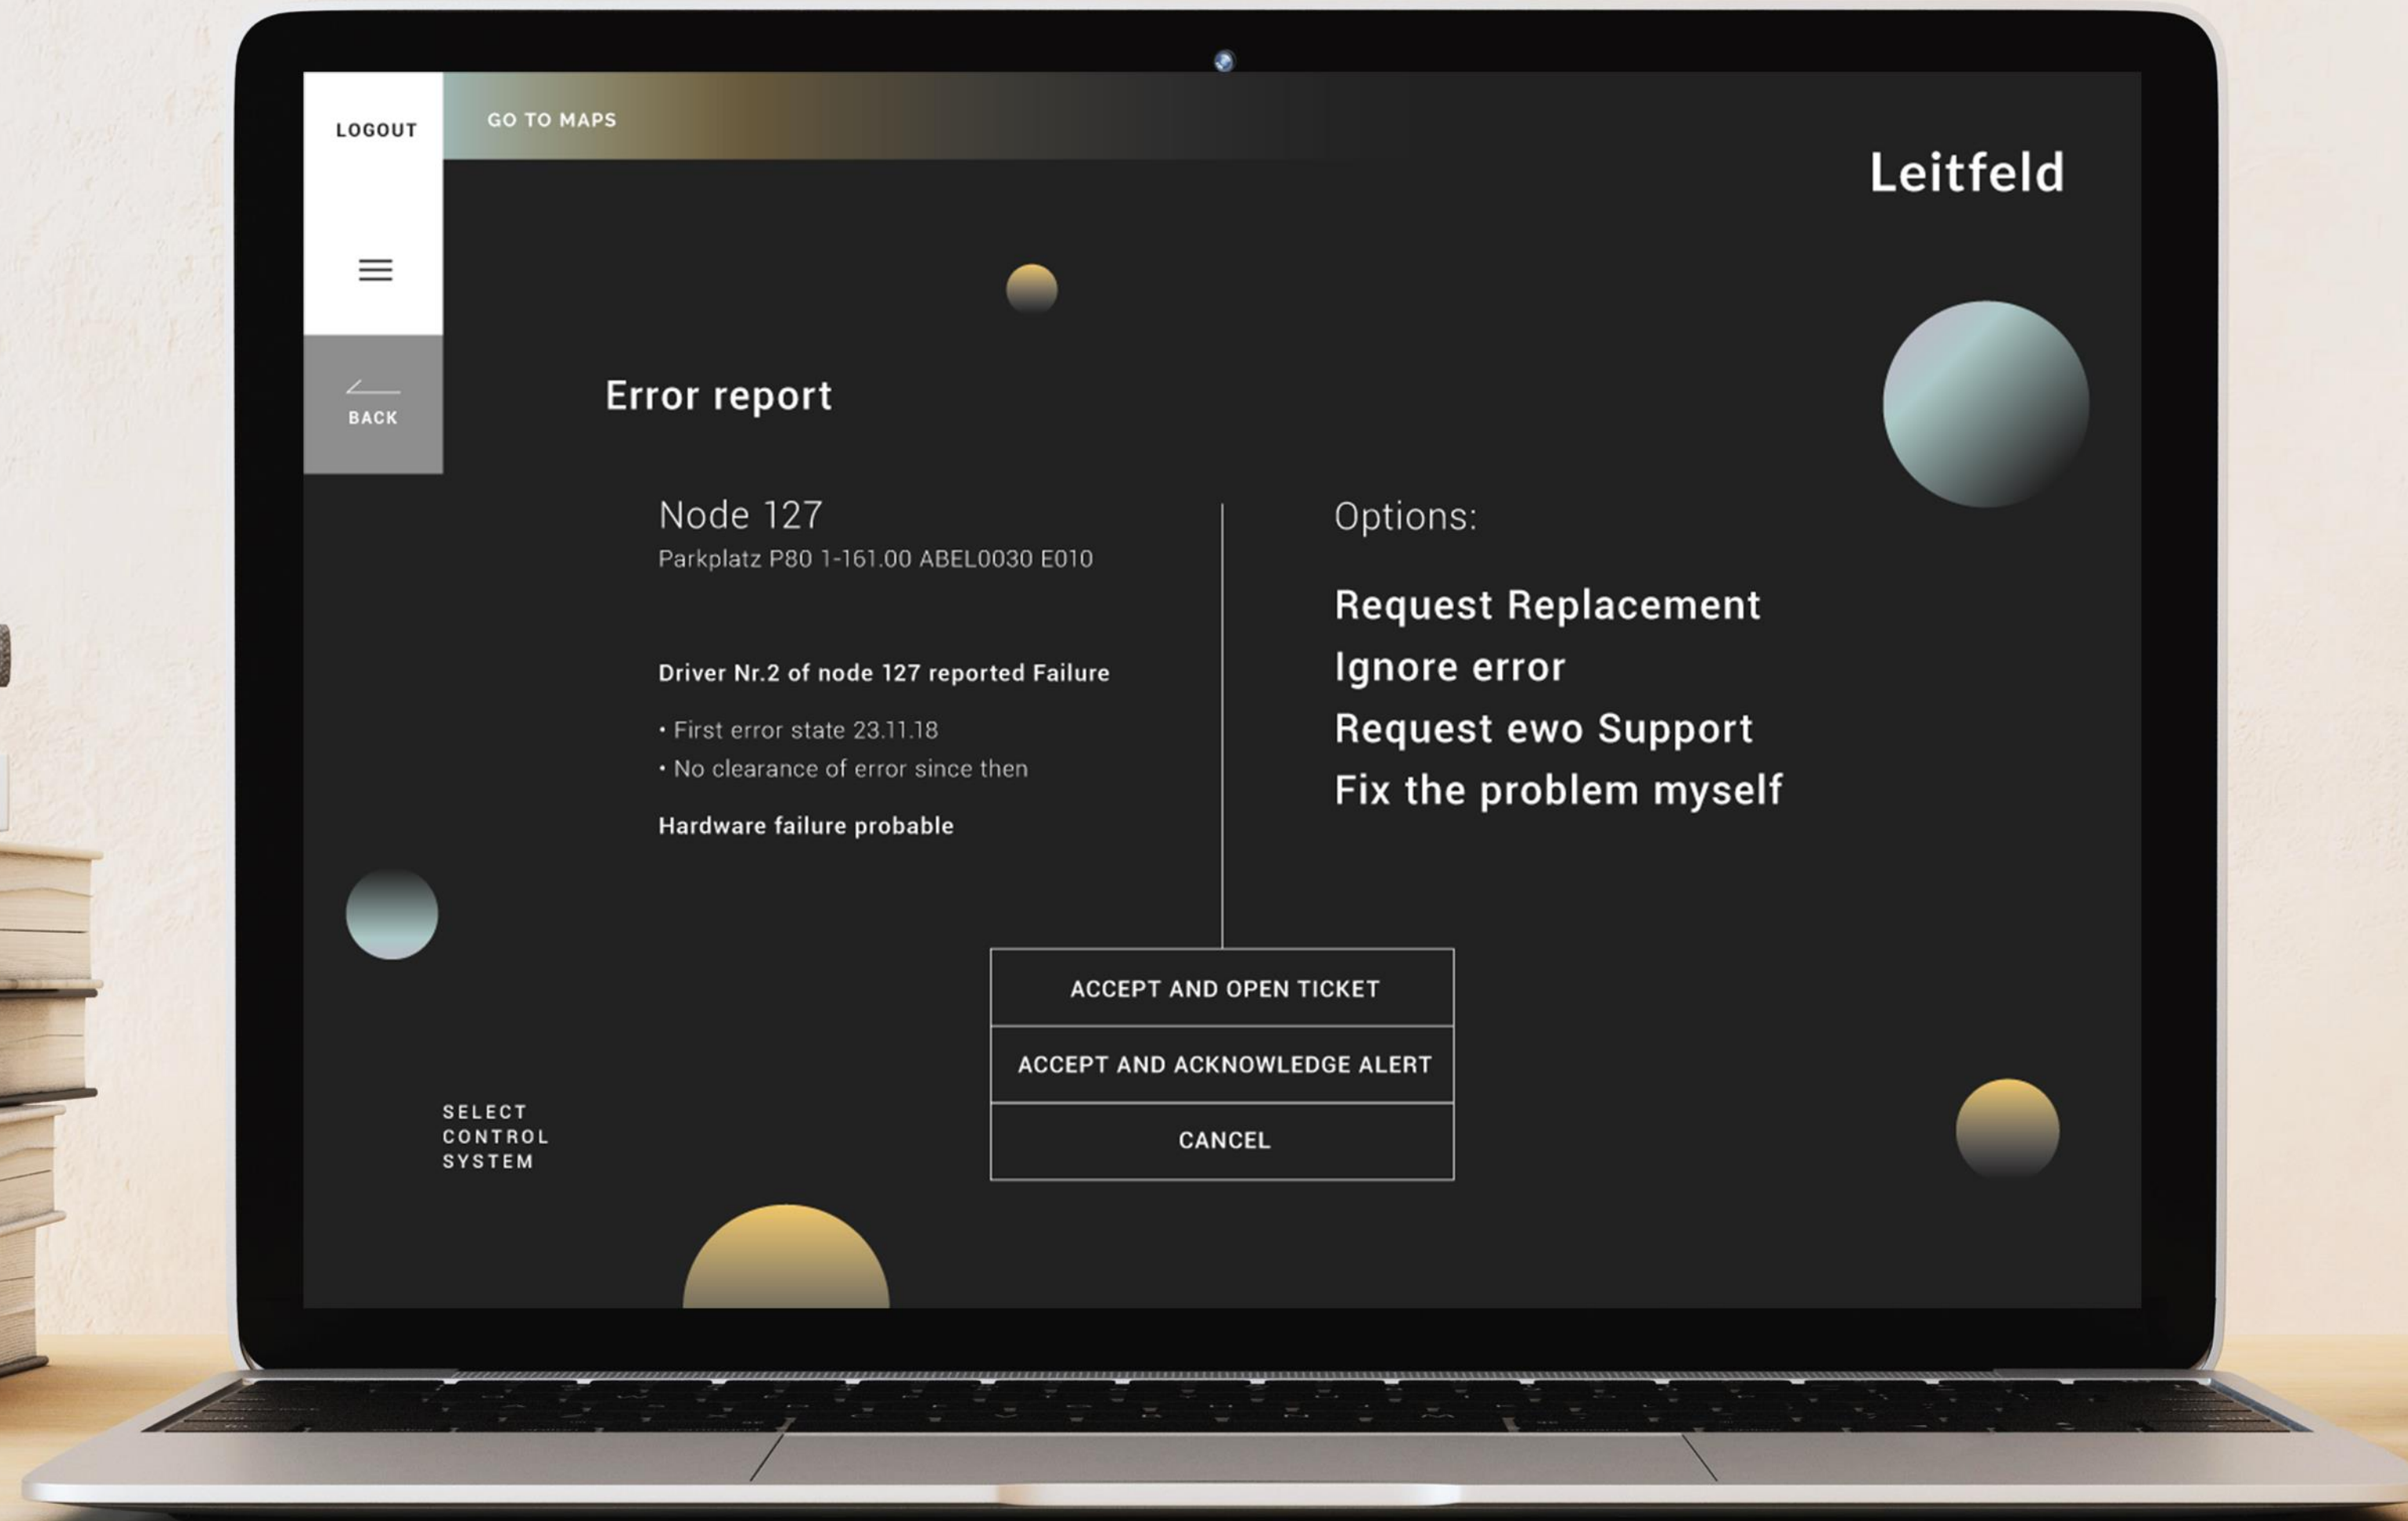 LOGOUT
GO TO MAPS
Leitfeld
BACK
Error report
Node 127
Parkplatz P80 1-161.00 ABEL0030 E010
Driver Nr.2 of node 127 reported Failure
• First error state 23.11.18
• No clearance of error since then
Hardware failure probable
Options:
Request Replacement
Ignore error
Request ewo Support
Fix the problem myself
ACCEPT AND OPEN TICKET
ACCEPT AND ACKNOWLEDGE ALERT
CANCEL
SELECT
CONTROL
SYSTEM